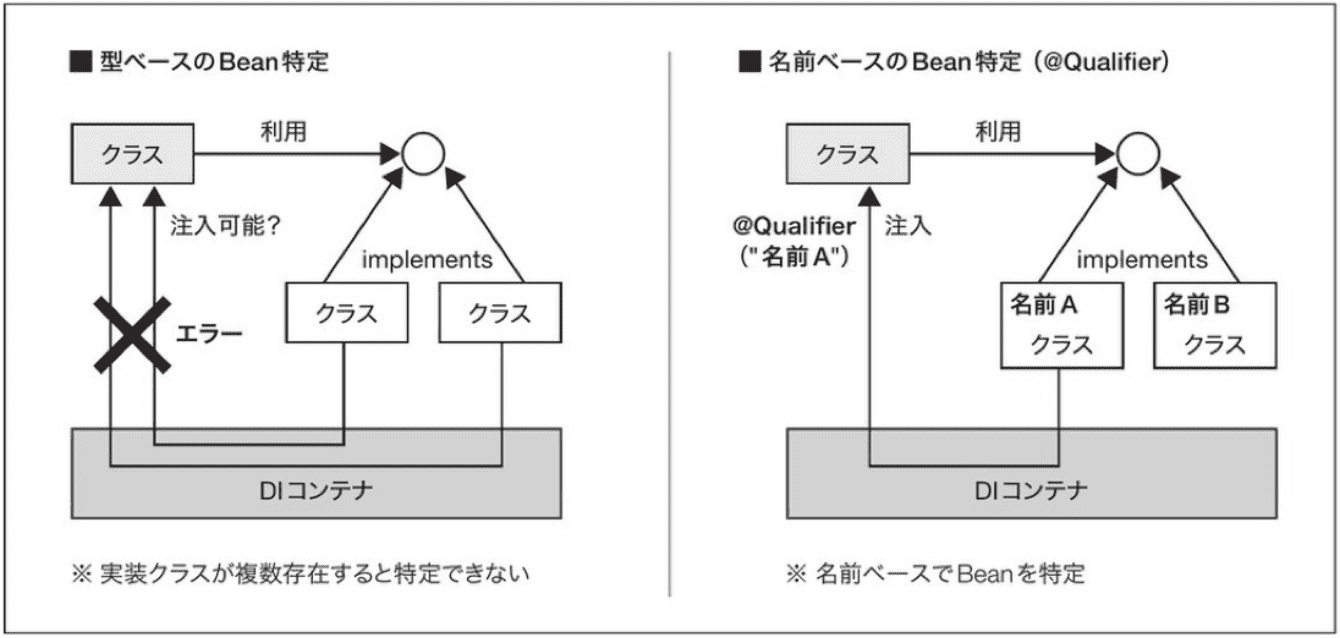 ■ 型ベースのBean特定
クラス
利用
注入可能?
implements
クラス
クラス
エラー
DIコンテナ
※ 実装クラスが複数存在すると特定できない
■ 名前ベースのBean特定（@Qualifier）
クラス
利用
@Qualifier
("名前A")
注入
implements
名前A
クラス
名前B
クラス
DIコンテナ
※ 名前ベースでBeanを特定